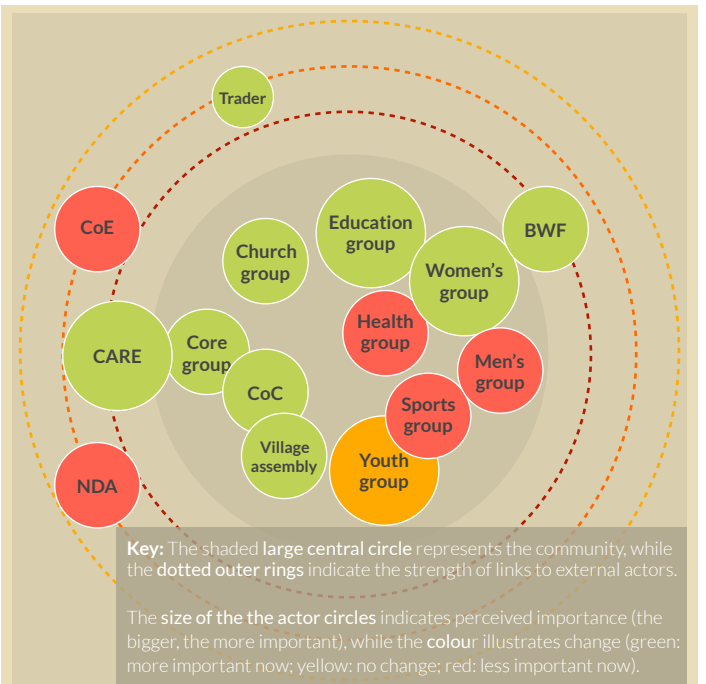 Trader
CoE
Education
group
BWF
Church
group
Women's
group
Health
group
CARE
Core
group
Men's
group
CoC
Sports
group
Village
assembly
Youth
group
NDA
Key: The shaded large central circle represents the community, while
the dotted outer rings indicate the strength of links to external actors.
The size of the the actor circles indicates perceived importance (the
bigger, the more important), while the colour illustrates change (green:
more important now; yellow: no change; red: less important now).